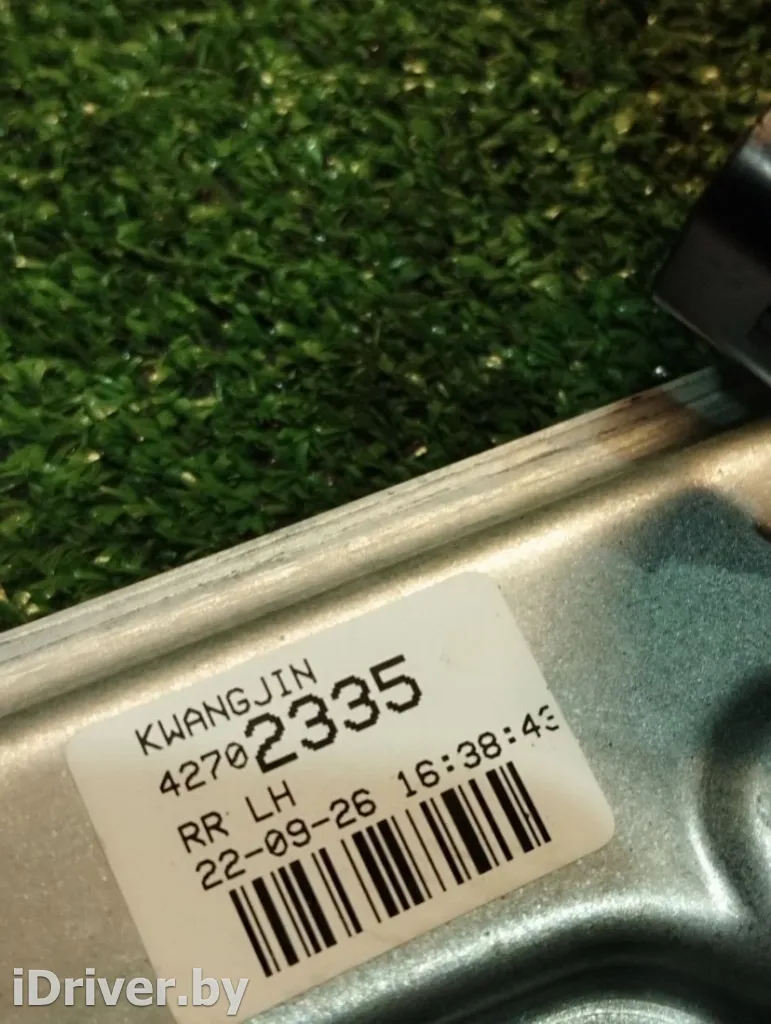 KWANGJIN
42702335
RR LH
22-09-26 16:38:43
iDriver.by